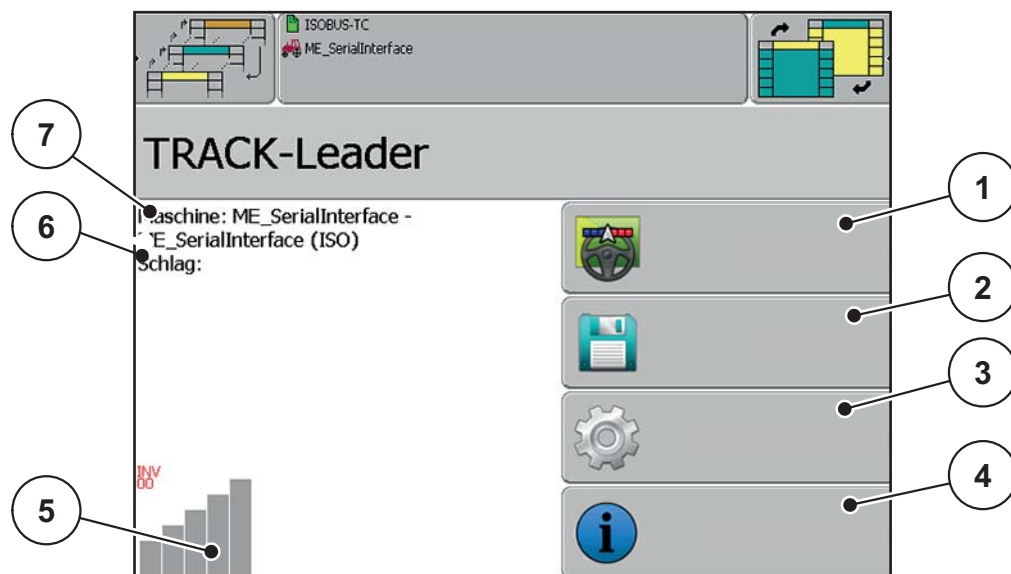 ISOBUS-TC
ME_SerialInterface
TRACK-Leader
Maschine: ME_SerialInterface -
ME_SerialInterface (ISO)
Schlag:
INV
00
7
6
5
1
2
3
4